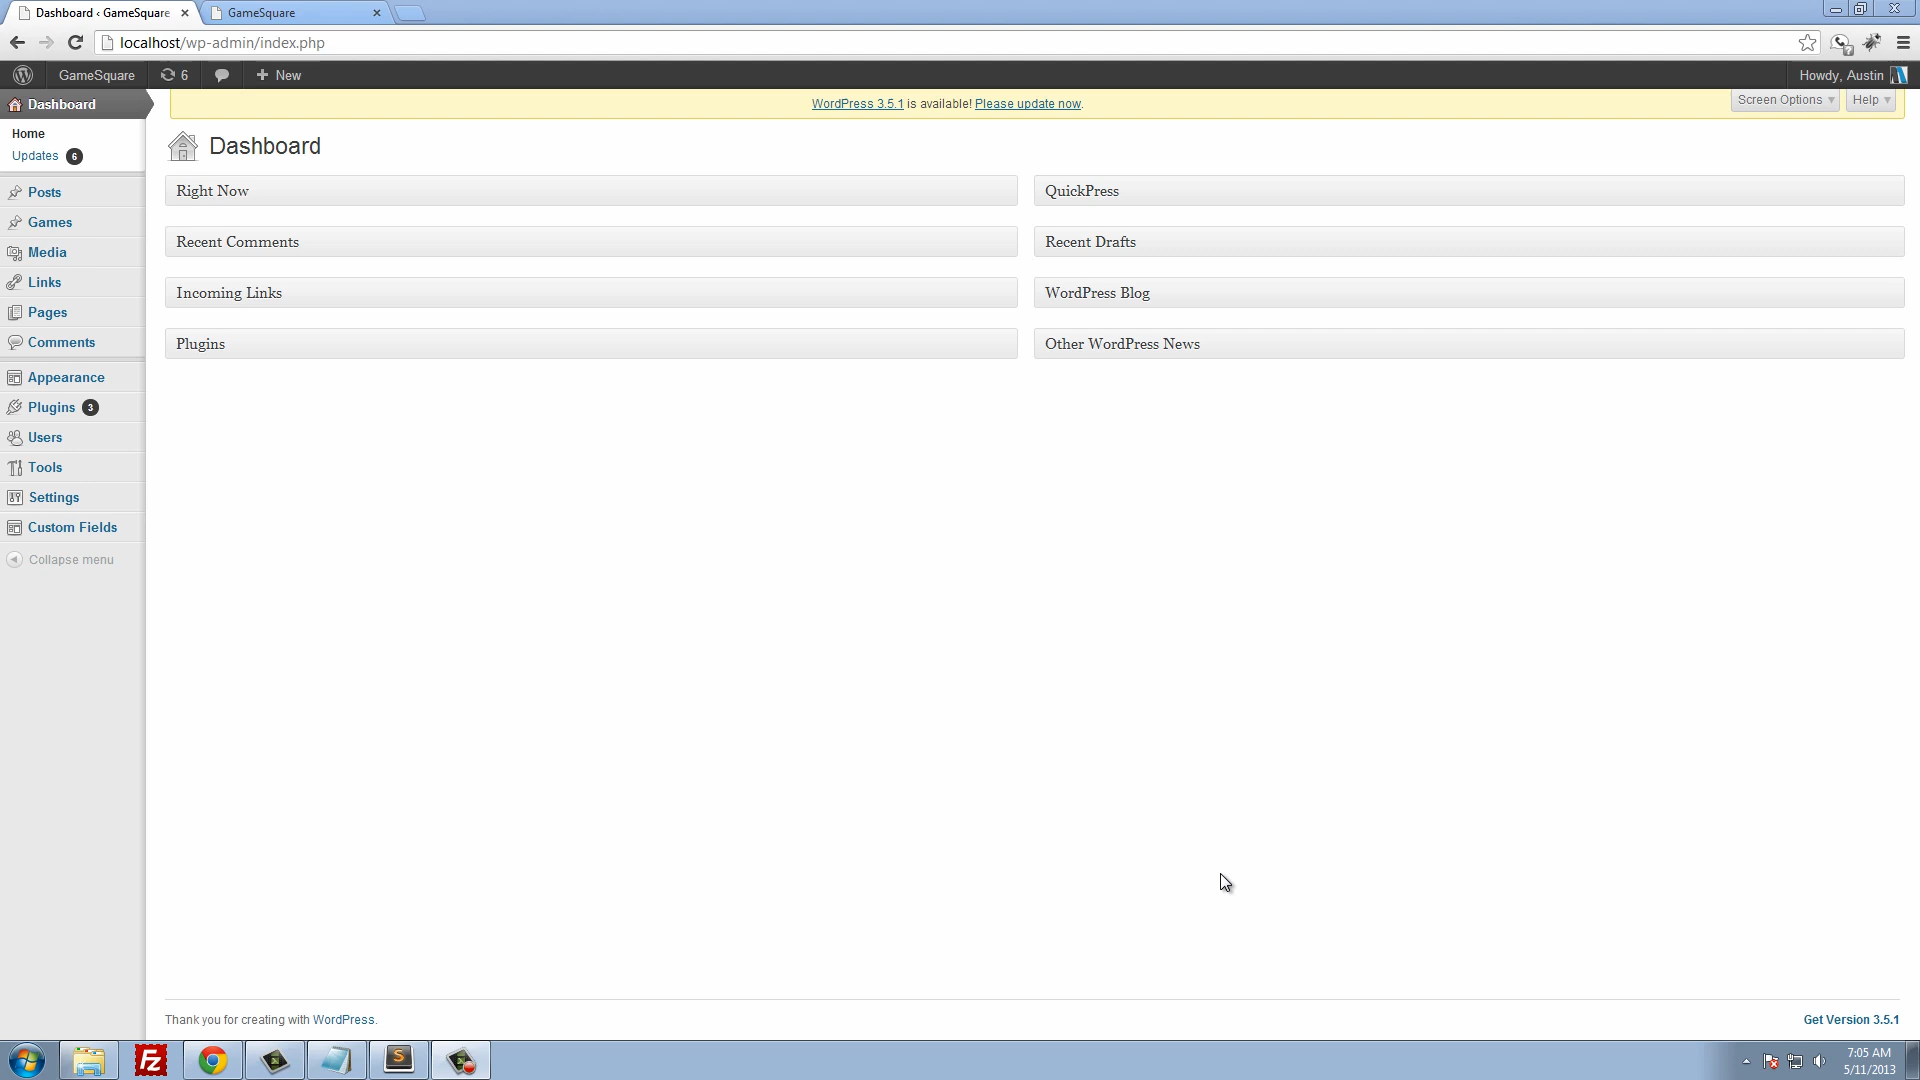 Dashboard ‹ GameSquare
GameSquare
localhost/wp-admin/index.php
GameSquare
6
New
Howdy, Austin
Dashboard
WordPress 3.5.1 is available! Please update now.
Screen Options
Help
Home
Updates 6
Dashboard
Posts
Games
Media
Links
Pages
Comments
Appearance
Plugins 3
Users
Tools
Settings
Custom Fields
Collapse menu
Right Now
QuickPress
Recent Comments
Recent Drafts
Incoming Links
WordPress Blog
Plugins
Other WordPress News
Thank you for creating with WordPress.
Get Version 3.5.1
Fz
S
7:05 AM
5/11/2013